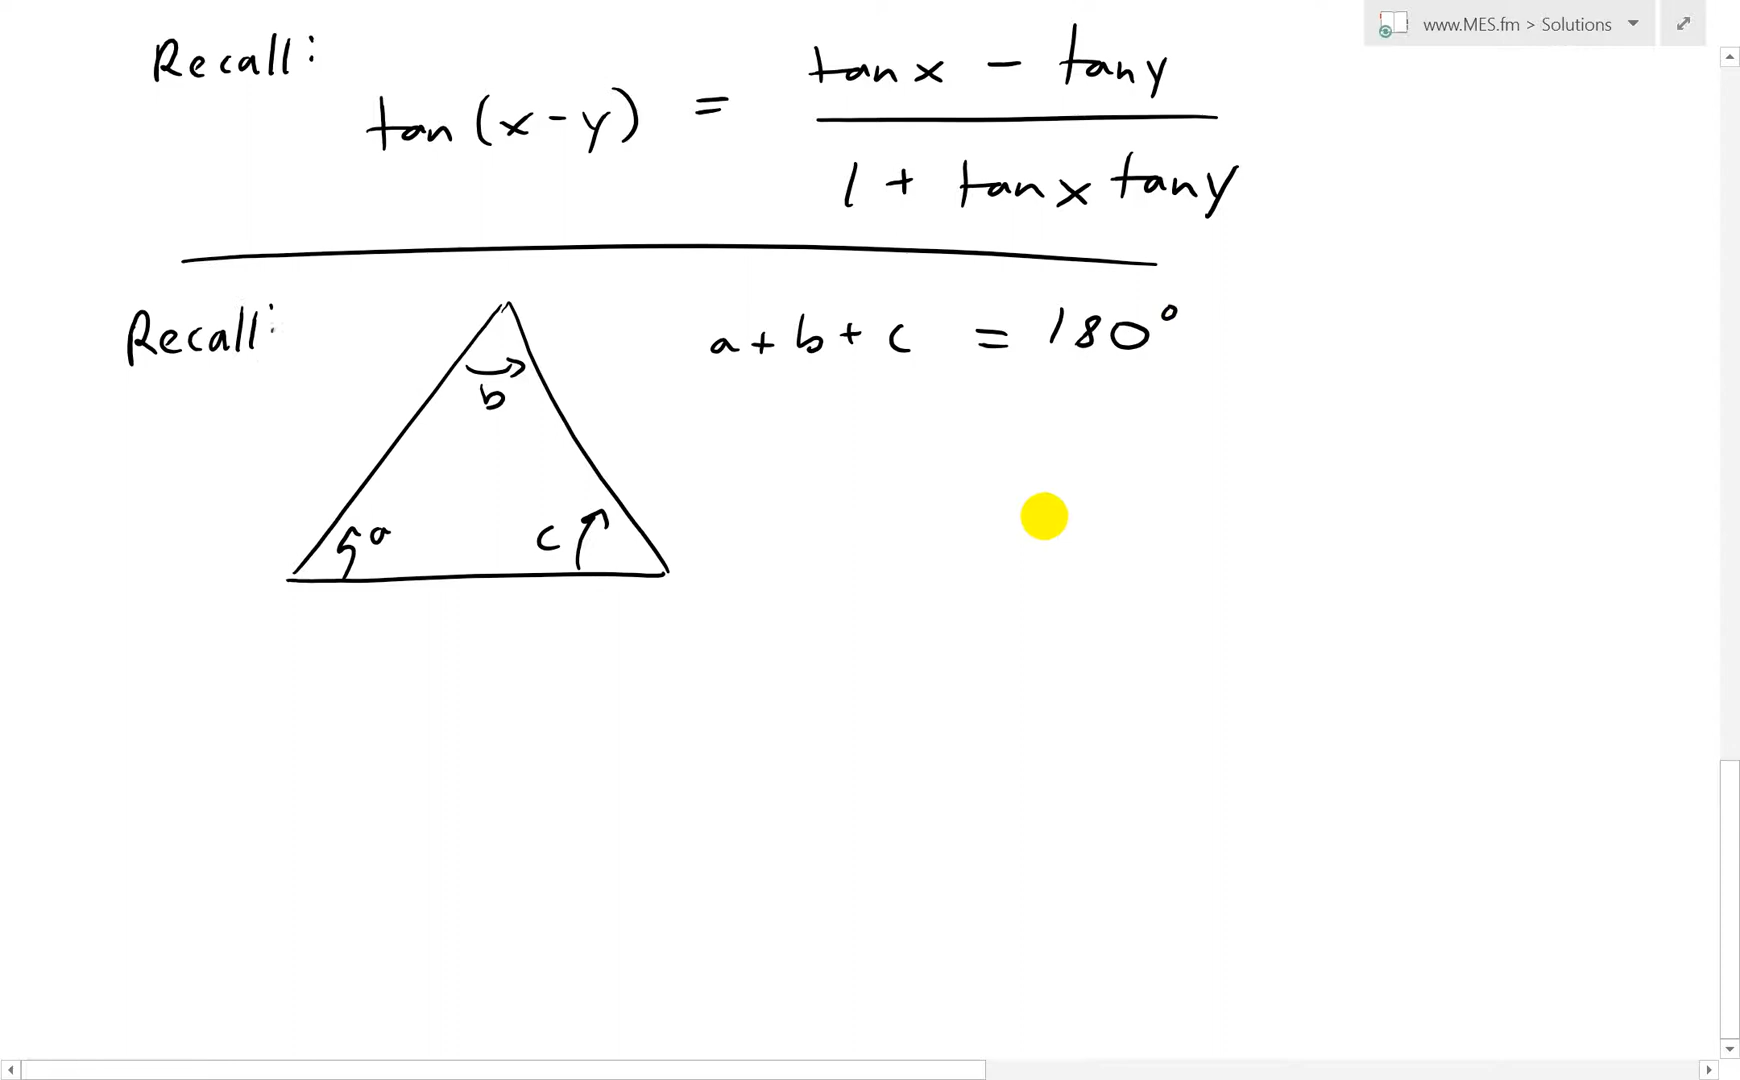 www.MES.fm > Solutions
Recall:
tan(x-y) = (tan x - tan y) / (1 + tan x tan y)
Recall:
a + b + c = 180°
b
a
c